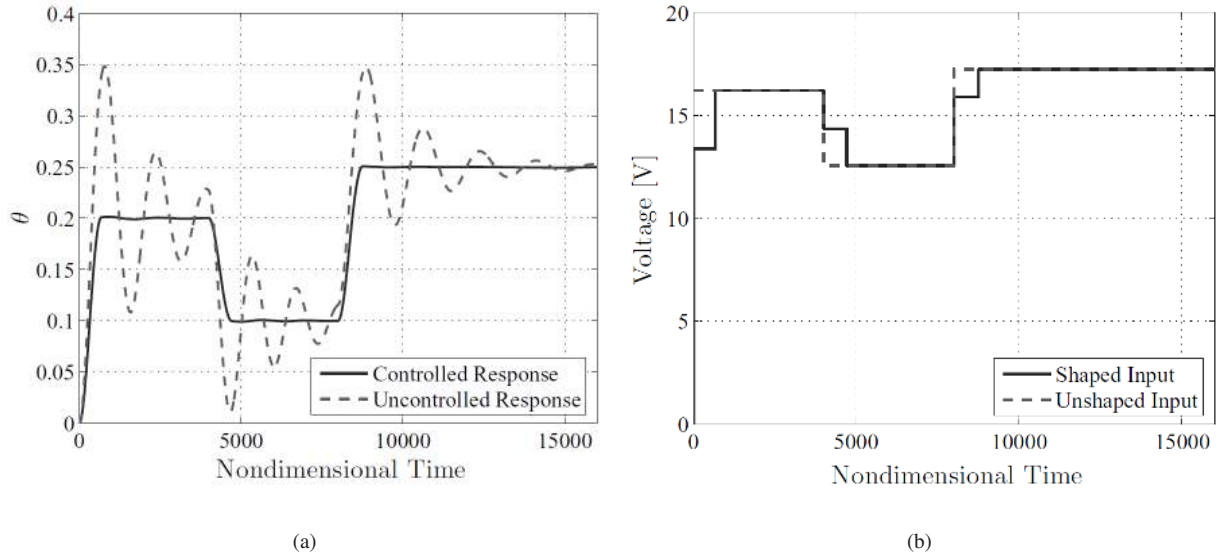 0.4
0.35
0.3
0.25
0.2
0.15
0.1
0.05
0
θ
0
5000
10000
15000
Nondimensional Time
Controlled Response
Uncontrolled Response
(a)
20
15
10
5
0
Voltage [V]
0
5000
10000
15000
Nondimensional Time
Shaped Input
Unshaped Input
(b)